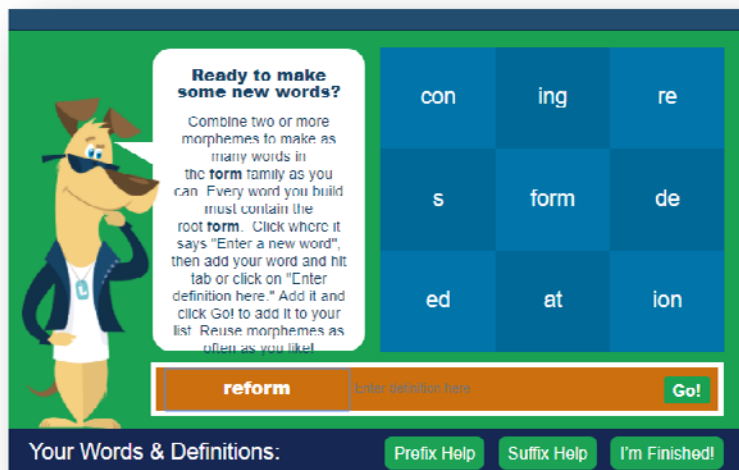 Ready to make
some new words?
Combine two or more
morphemes to make as
many words in
the form family as you
can. Every word you build
must contain the
root form. Click where it
says "Enter a new word",
then add your word and hit
tab or click on "Enter
definition here." Add it and
click Go! to add it to your
list. Reuse morphemes as
often as you like!
con ing re
s form de
ed at ion
reform Enter definition here Go!
Your Words & Definitions: Prefix Help Suffix Help I'm Finished!